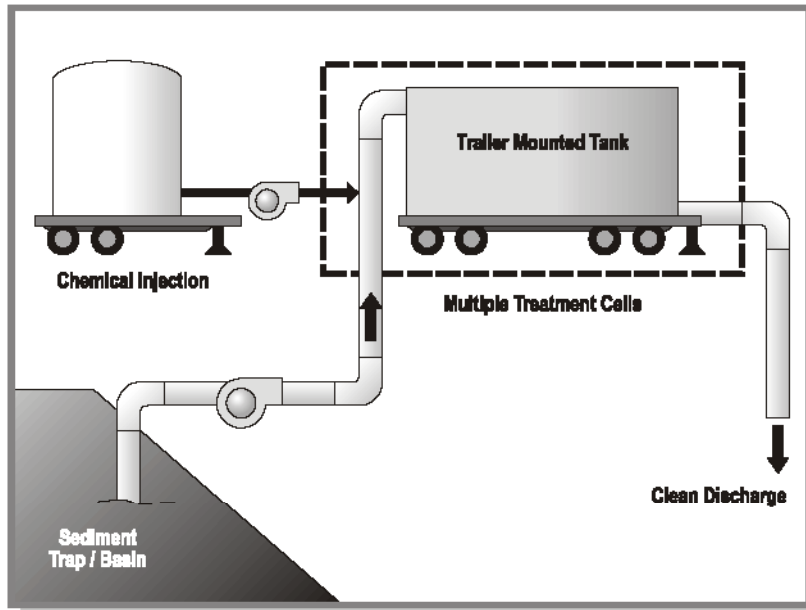 Trailer Mounted Tank
Chemical Injection
Multiple Treatment Cells
Clean Discharge
Sediment
Trap / Basin